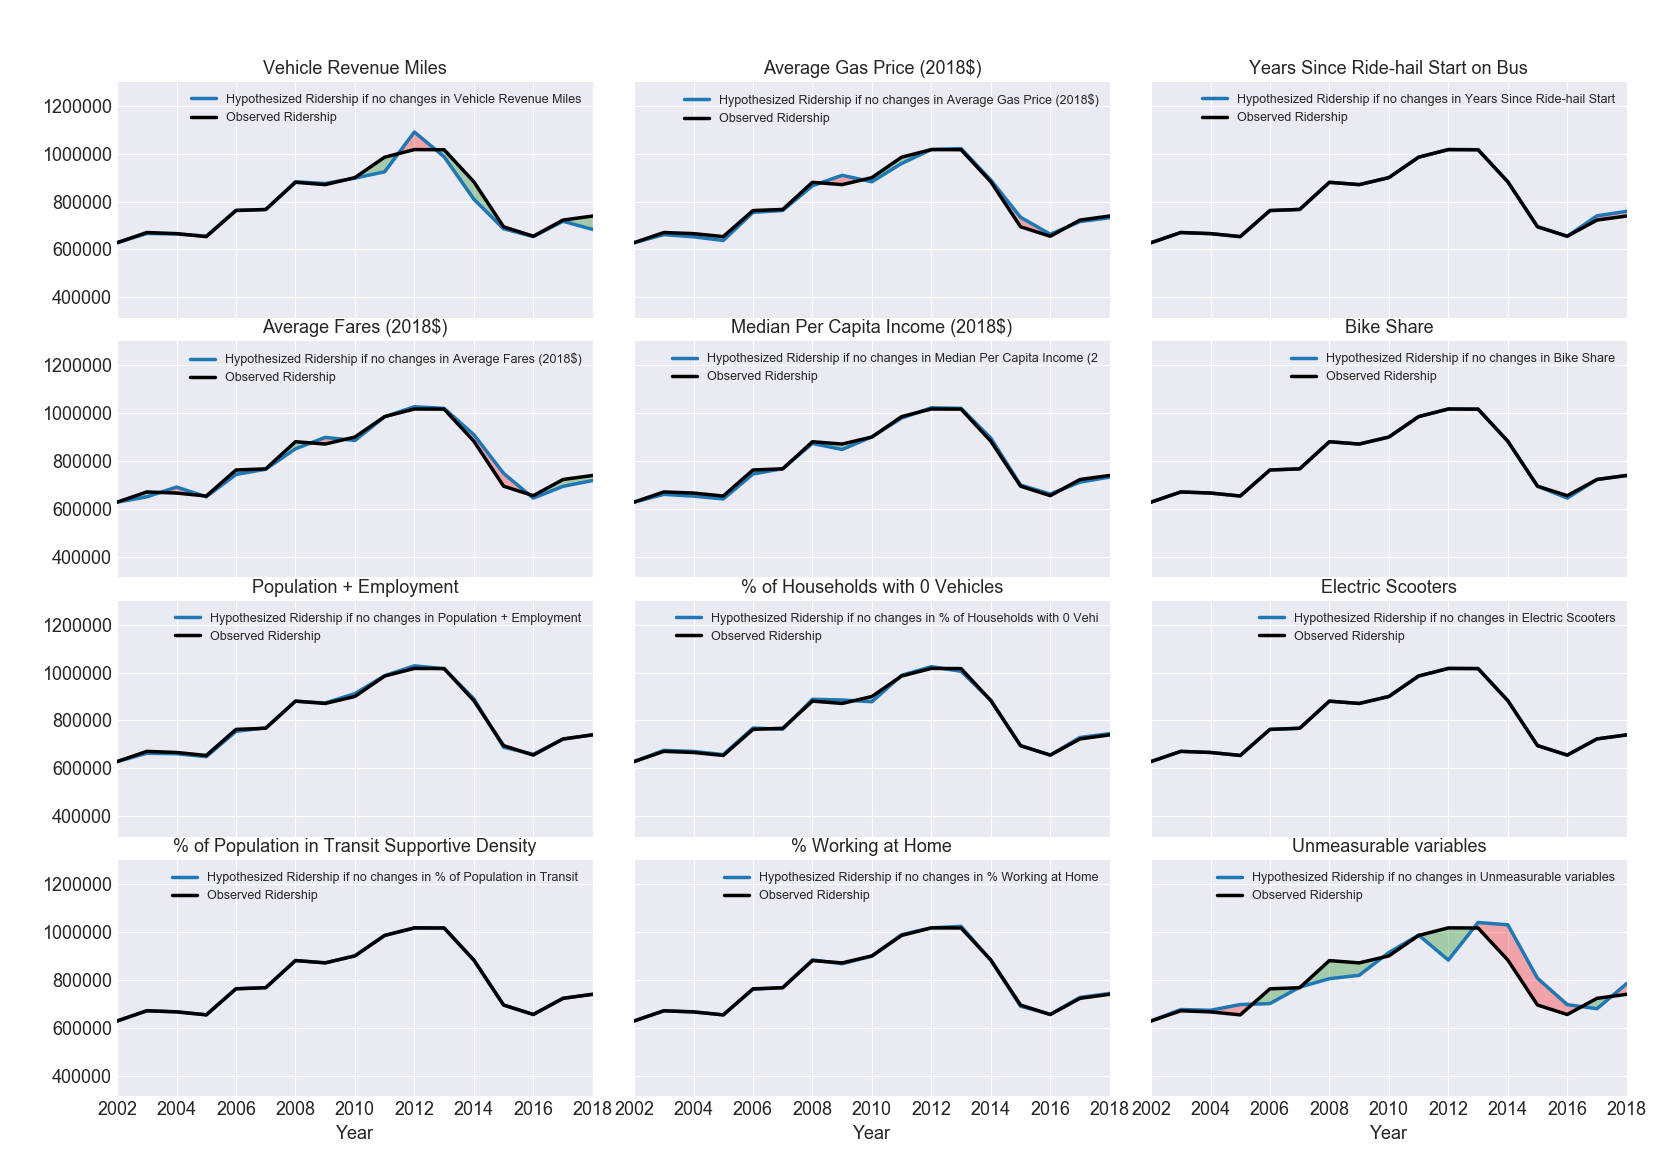 Vehicle Revenue Miles
Hypothesized Ridership if no changes in Vehicle Revenue Miles
Observed Ridership
1200000
1000000
800000
600000
400000
Average Gas Price (2018$)
Hypothesized Ridership if no changes in Average Gas Price (2018$)
Observed Ridership
Years Since Ride-hail Start on Bus
Hypothesized Ridership if no changes in Years Since Ride-hail Start
Observed Ridership
Average Fares (2018$)
Hypothesized Ridership if no changes in Average Fares (2018$)
Observed Ridership
1200000
1000000
800000
600000
400000
Median Per Capita Income (2018$)
Hypothesized Ridership if no changes in Median Per Capita Income (2
Observed Ridership
Bike Share
Hypothesized Ridership if no changes in Bike Share
Observed Ridership
Population + Employment
Hypothesized Ridership if no changes in Population + Employment
Observed Ridership
1200000
1000000
800000
600000
400000
% of Households with 0 Vehicles
Hypothesized Ridership if no changes in % of Households with 0 Vehi
Observed Ridership
Electric Scooters
Hypothesized Ridership if no changes in Electric Scooters
Observed Ridership
% of Population in Transit Supportive Density
Hypothesized Ridership if no changes in % of Population in Transit
Observed Ridership
1200000
1000000
800000
600000
400000
2002 2004 2006 2008 2010 2012 2014 2016 2018
Year
% Working at Home
Hypothesized Ridership if no changes in % Working at Home
Observed Ridership
2002 2004 2006 2008 2010 2012 2014 2016 2018
Year
Unmeasurable variables
Hypothesized Ridership if no changes in Unmeasurable variables
Observed Ridership
2002 2004 2006 2008 2010 2012 2014 2016 2018
Year